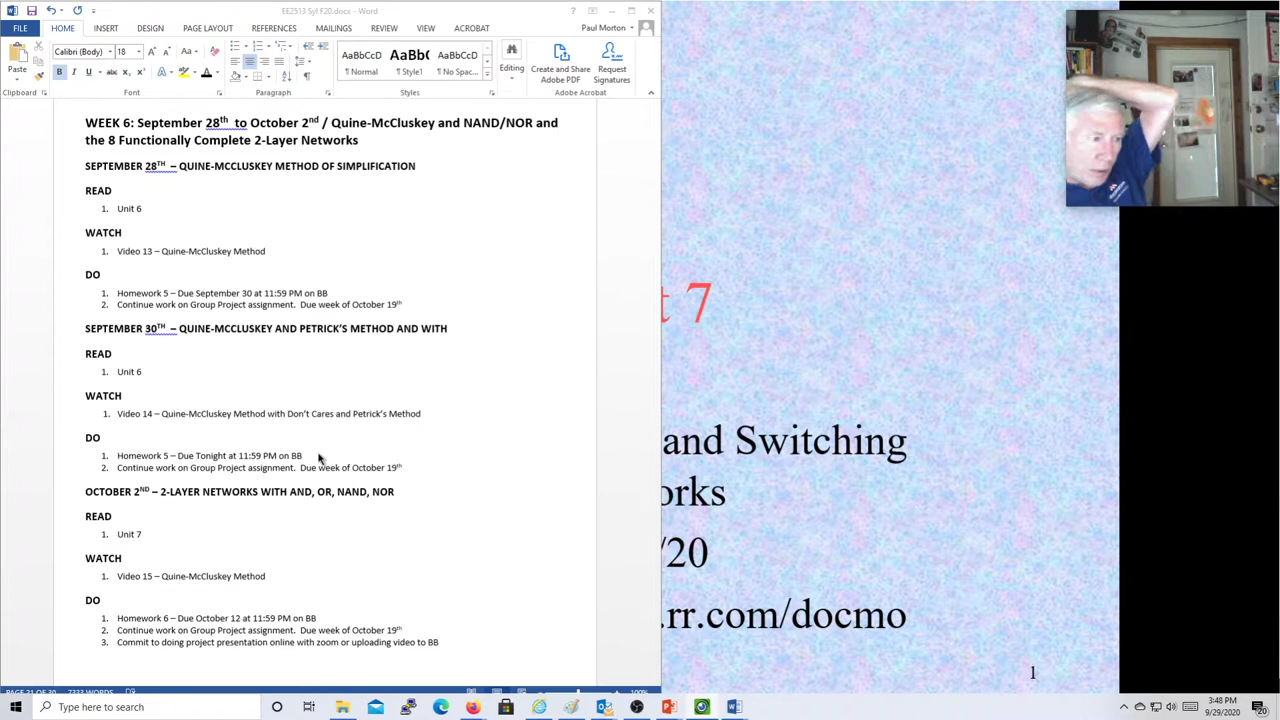 EE2513 Syl F20.docx - Word
FILE HOME INSERT DESIGN PAGE LAYOUT REFERENCES MAILINGS REVIEW VIEW ACROBAT Paul Morton
Calibri (Body) 18
Paste
AaBbCcD AaBb( AaBbCcD
¶ Normal ¶ Style1 ¶ No Spac...
Editing
Create and Share Adobe PDF
Request Signatures
Clipboard Font Paragraph Styles Adobe Acrobat
WEEK 6: September 28th to October 2nd / Quine-McCluskey and NAND/NOR and
the 8 Functionally Complete 2-Layer Networks
SEPTEMBER 28TH – QUINE-MCCLUSKEY METHOD OF SIMPLIFICATION
READ
1. Unit 6
WATCH
1. Video 13 – Quine-McCluskey Method
DO
1. Homework 5 – Due September 30 at 11:59 PM on BB
2. Continue work on Group Project assignment. Due week of October 19th
SEPTEMBER 30TH – QUINE-MCCLUSKEY AND PETRICK'S METHOD AND WITH
READ
1. Unit 6
WATCH
1. Video 14 – Quine-McCluskey Method with Don't Cares and Petrick's Method
DO
1. Homework 5 – Due Tonight at 11:59 PM on BB
2. Continue work on Group Project assignment. Due week of October 19th
OCTOBER 2ND – 2-LAYER NETWORKS WITH AND, OR, NAND, NOR
READ
1. Unit 7
WATCH
1. Video 15 – Quine-McCluskey Method
DO
1. Homework 6 – Due October 12 at 11:59 PM on BB
2. Continue work on Group Project assignment. Due week of October 19th
3. Commit to doing project presentation online with zoom or uploading video to BB
t 7
and Switching
orks
/20
.rr.com/docmo
1
PAGE 21 OF 30 7333 WORDS 100%
Type here to search
3:48 PM
9/29/2020
20